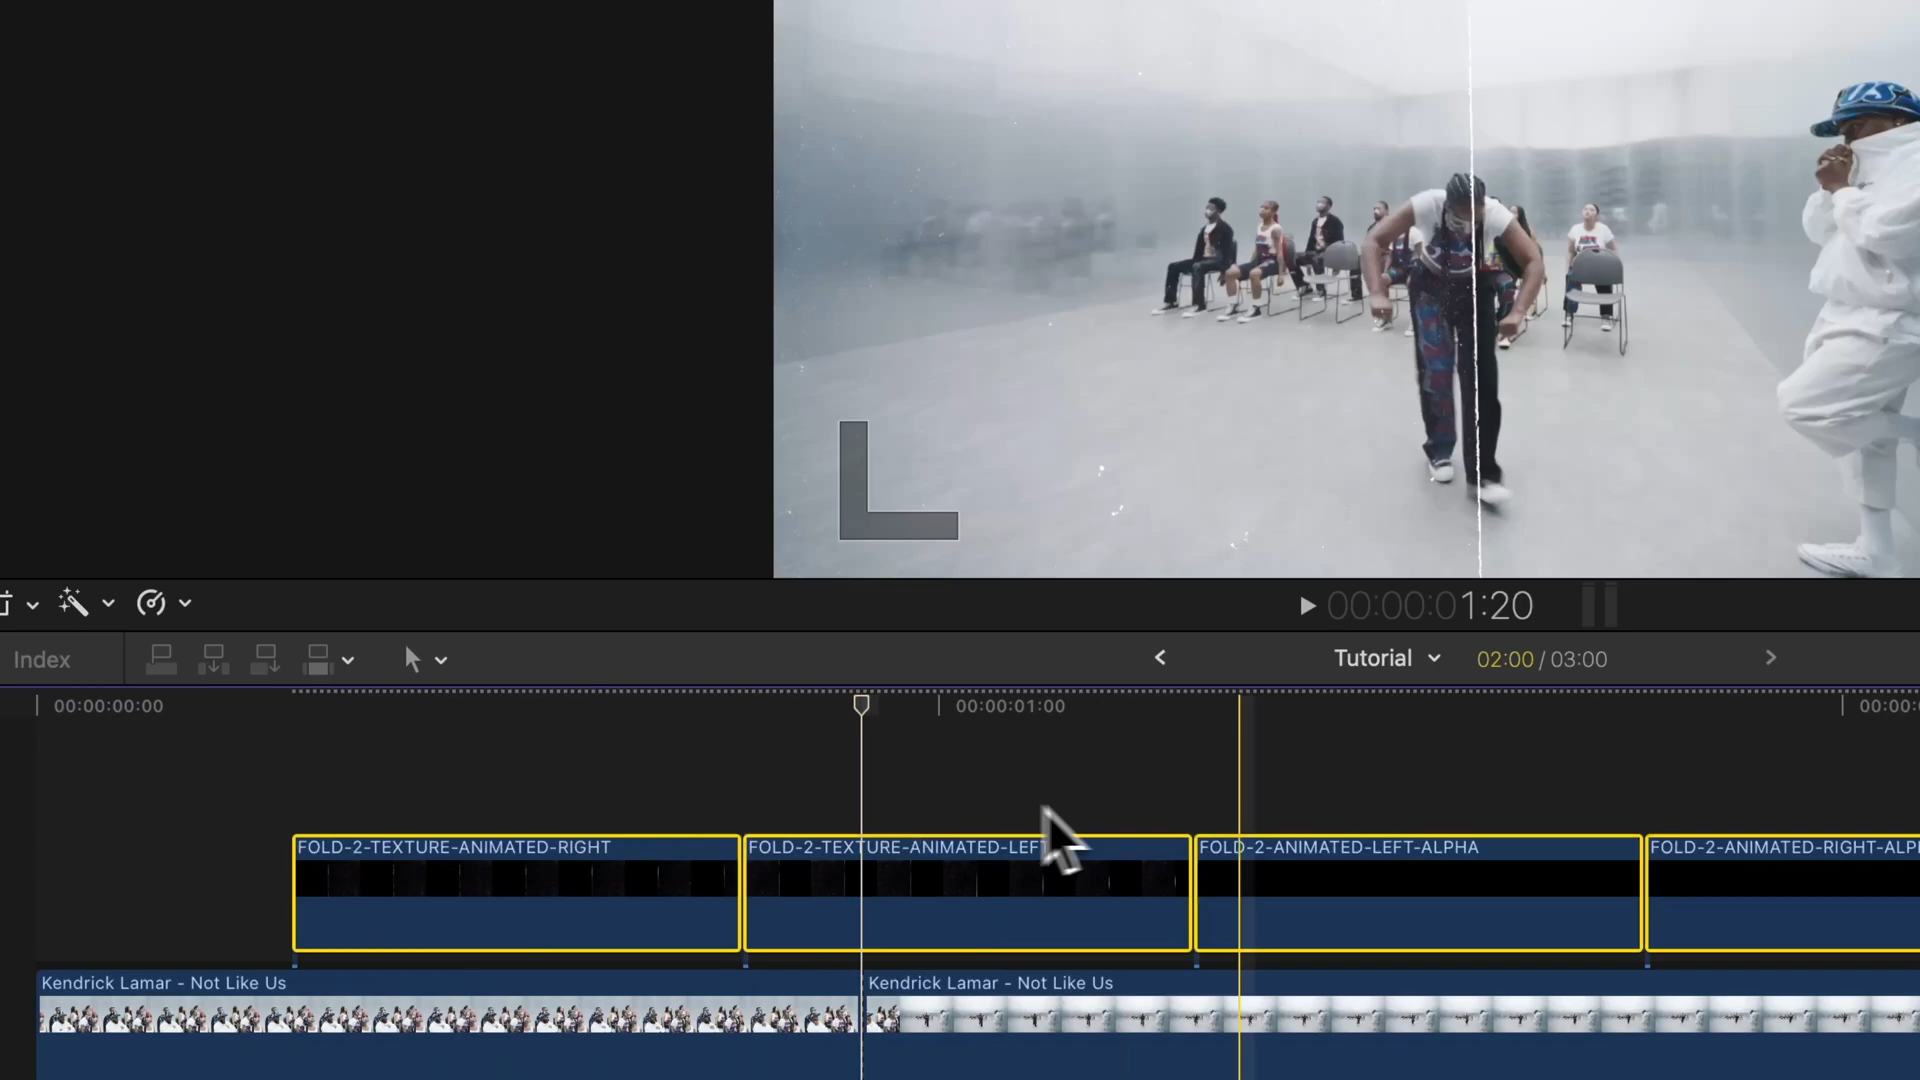 US
00:00:01:20
Index
Tutorial
02:00 / 03:00
00:00:00:00
00:00:01:00
00:00:
FOLD-2-TEXTURE-ANIMATED-RIGHT
FOLD-2-TEXTURE-ANIMATED-LEFT
FOLD-2-ANIMATED-LEFT-ALPHA
FOLD-2-ANIMATED-RIGHT-ALP
Kendrick Lamar - Not Like Us
Kendrick Lamar - Not Like Us